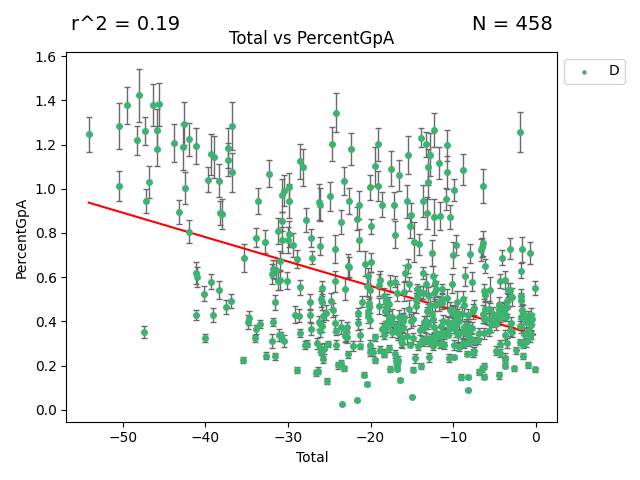 r^2 = 0.19
N = 458
Total vs PercentGpA
D
PercentGpA
1.6
1.4
1.2
1.0
0.8
0.6
0.4
0.2
0.0
−50
−40
−30
−20
−10
0
Total